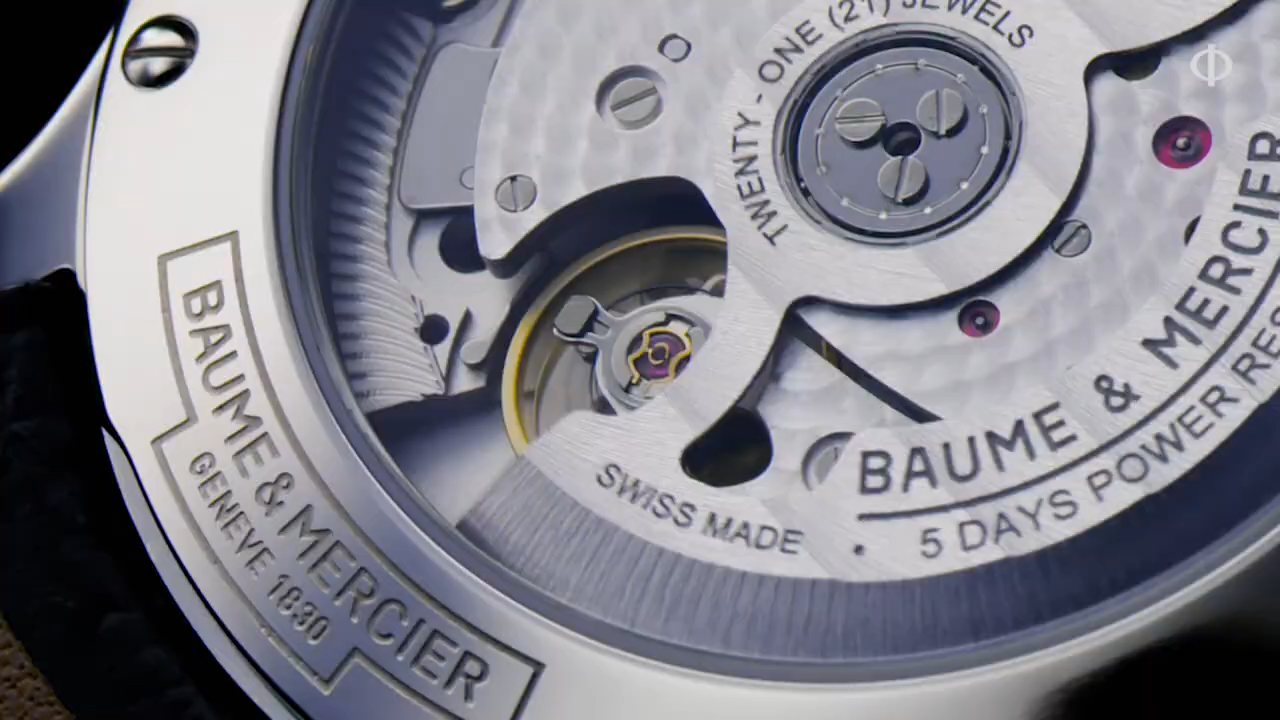 TWENTY - ONE (21) JEWELS
BAUME & MERCIER
5 DAYS POWER
SWISS MADE
BAUME & MERCIER
GENEVE 1830